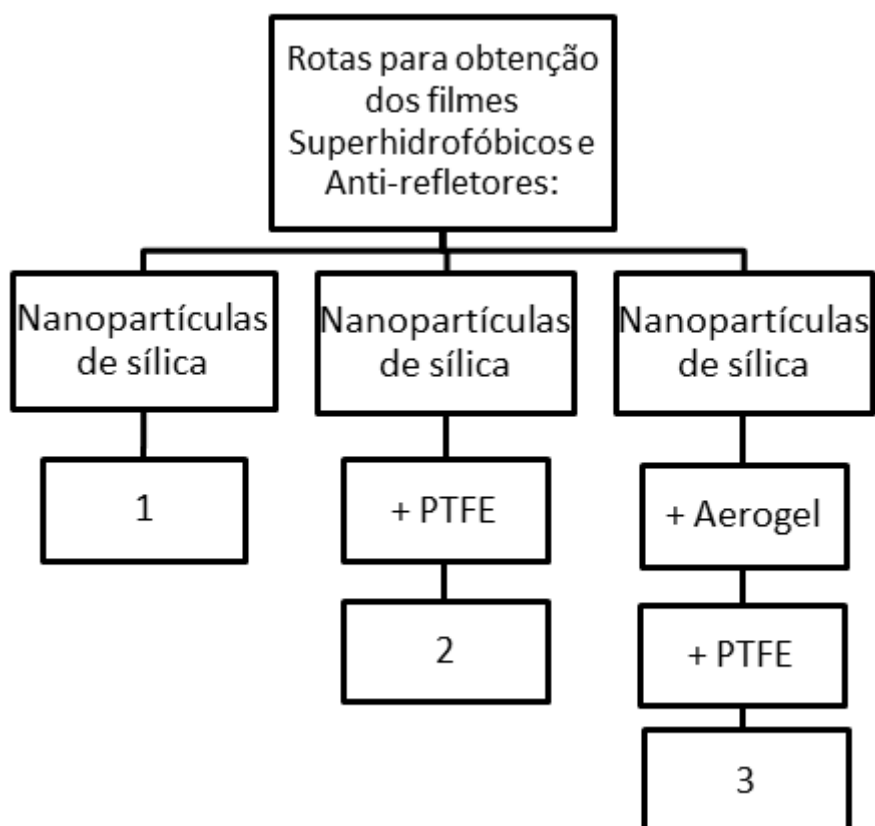 Rotas para obtenção
dos filmes
Superhidrofóbicos e
Anti-refletores:
Nanopartículas
de sílica
1
Nanopartículas
de sílica
+ PTFE
2
Nanopartículas
de sílica
+ Aerogel
+ PTFE
3